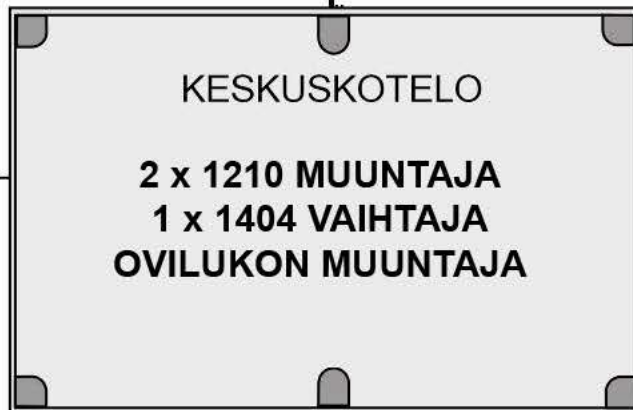 KESKUSKOTELO
2 x 1210 MUUNTAJA
1 x 1404 VAIHTAJA
OVILUKON MUUNTAJA